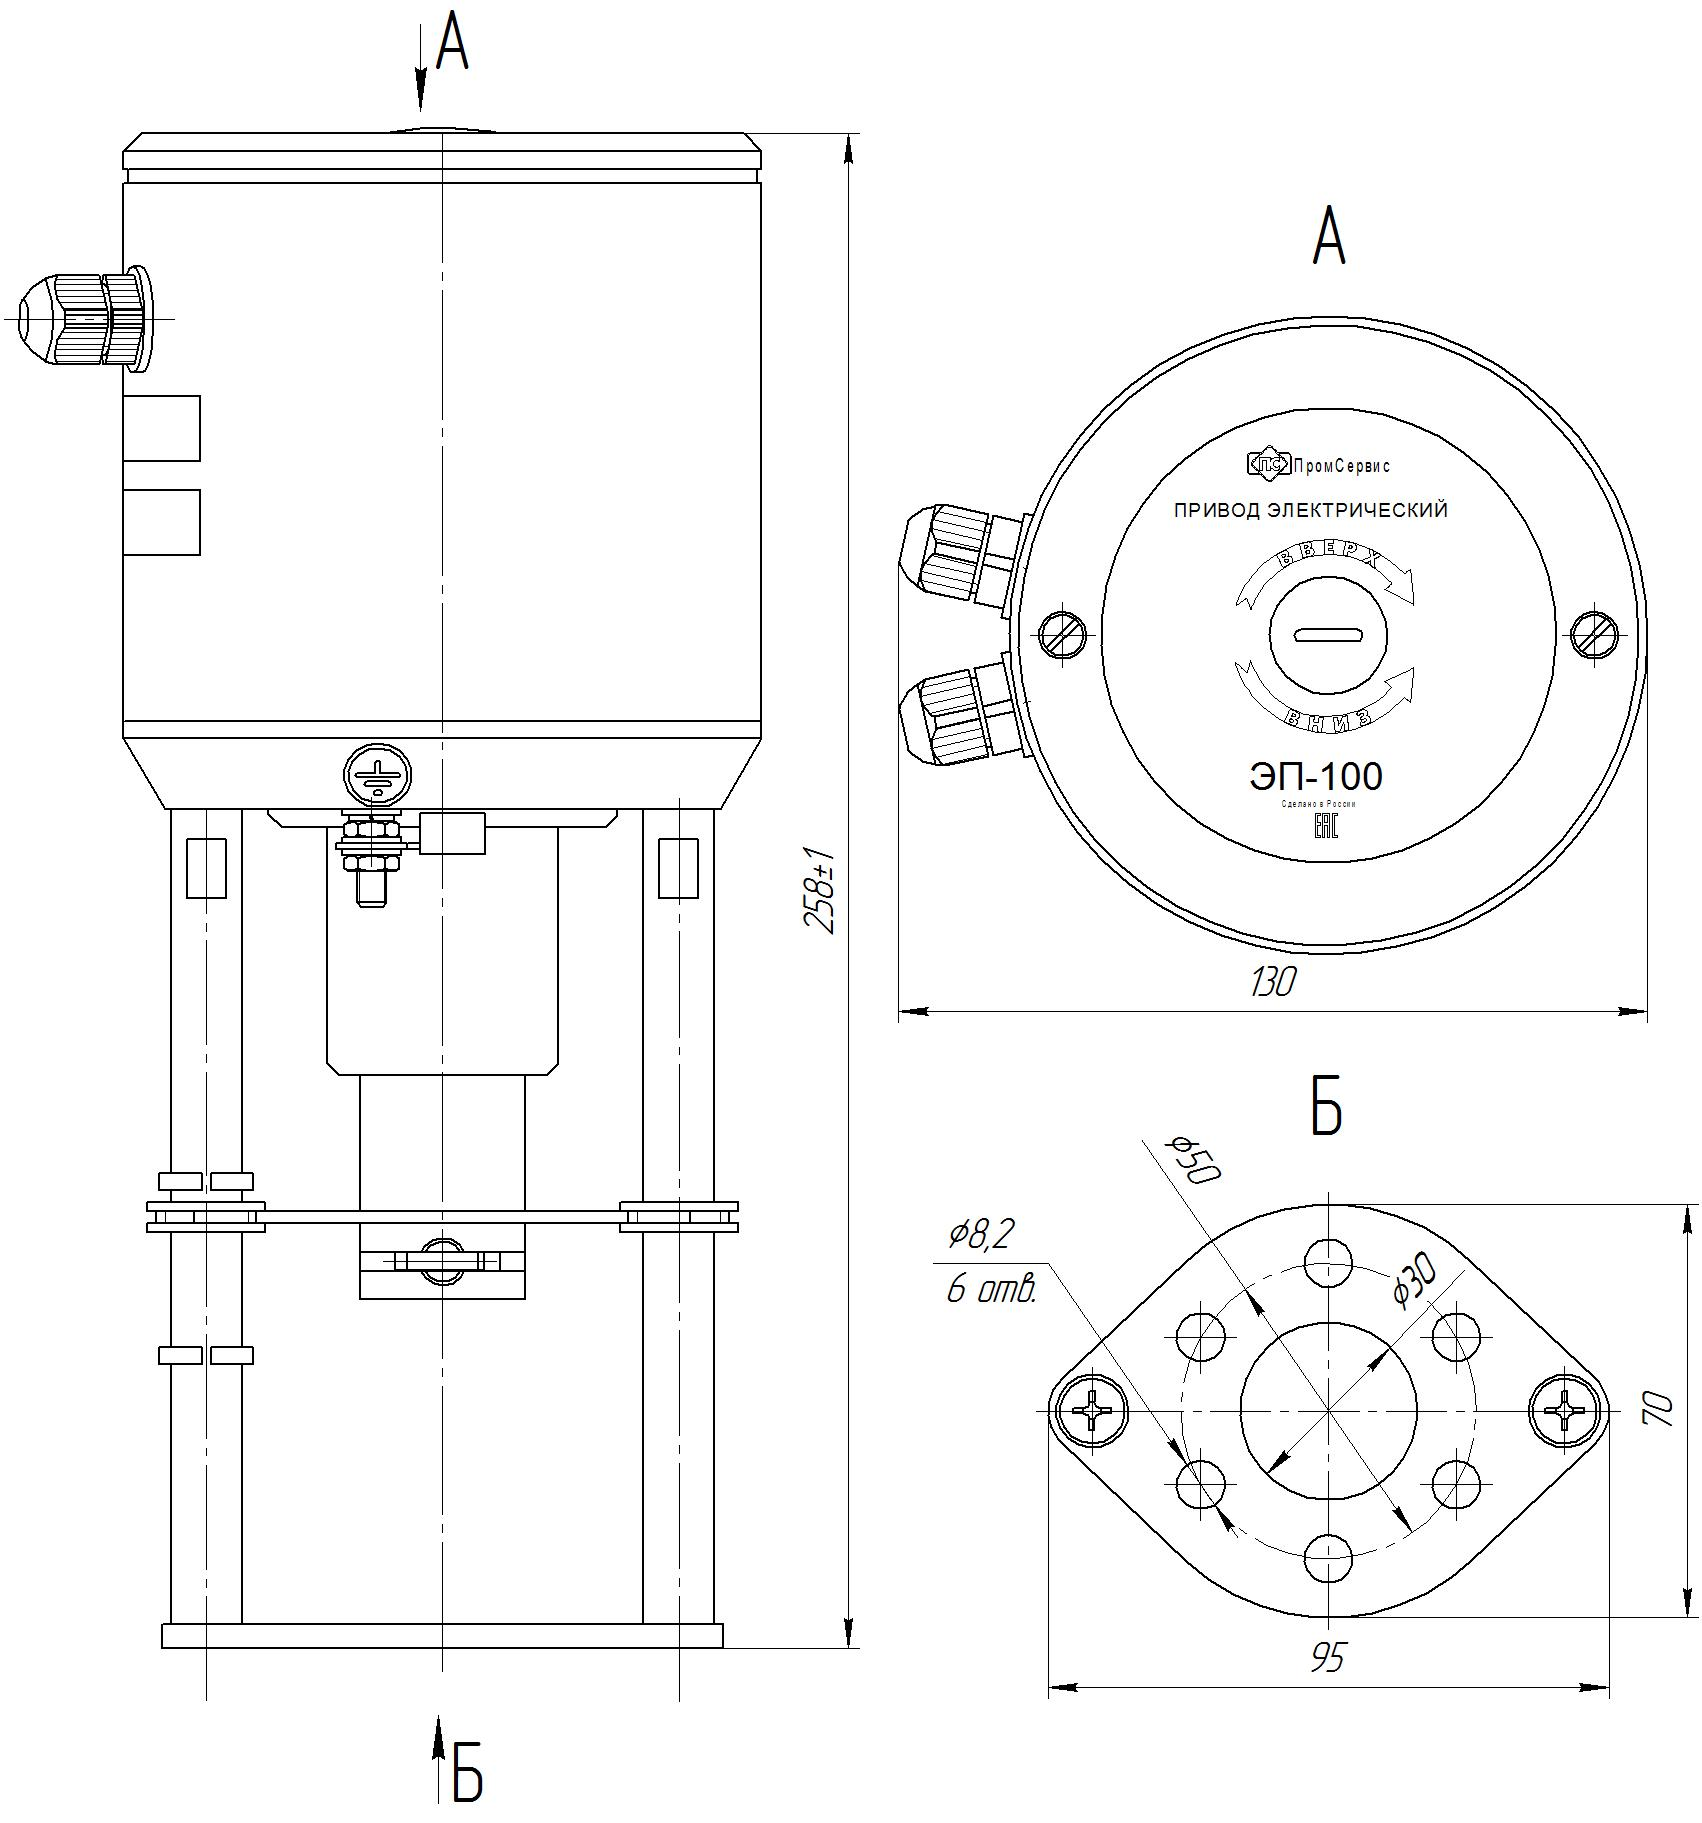 А
258±1
Б
А
ПС ПромСервис
ПРИВОД ЭЛЕКТРИЧЕСКИЙ
ВВЕРХ
ВНИЗ
ЭП-100
Сделано в России
ЕАС
130
Б
ϕ50
ϕ8,2
6 отв.
ϕ30
70
95